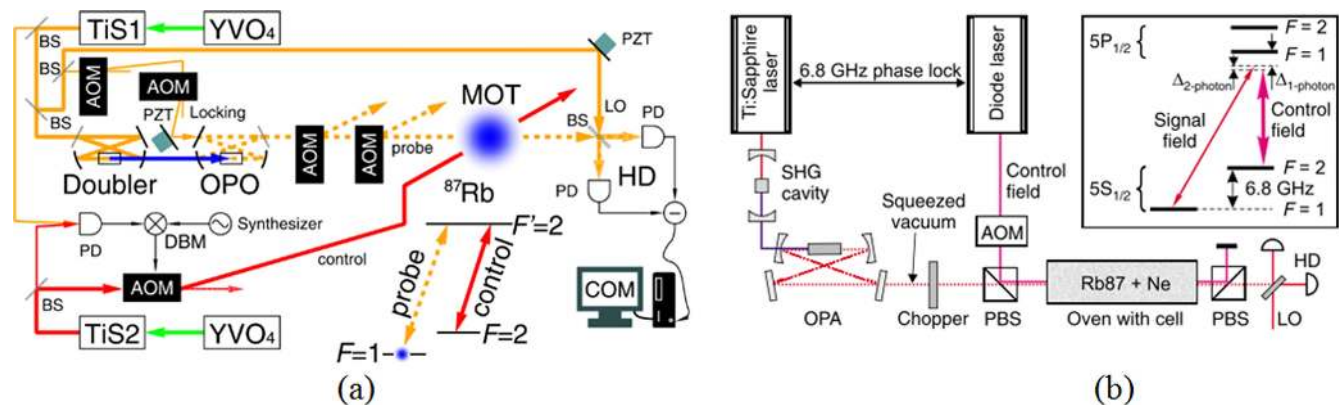 TiS1
YVO₄
BS
PZT
BS
AOM
AOM
MOT
LO
BS
PZT
Locking
BS
PD
AOM
AOM
probe
Doubler
OPO
⁸⁷Rb
PD
HD
PD
DBM
Synthesizer
F'=2
control
AOM
BS
probe
control
COM
TiS2
YVO₄
F=2
F=1
(a)
Ti:Sapphire
laser
6.8 GHz phase lock
Diode laser
5P1/2
F = 2
F = 1
Δ2-photon
Δ1-photon
Signal
field
Control
field
5S1/2
F = 2
6.8 GHz
F = 1
SHG
cavity
Control
field
Squeezed
vacuum
AOM
HD
Rb87 + Ne
OPA
Chopper
PBS
Oven with cell
PBS
LO
(b)